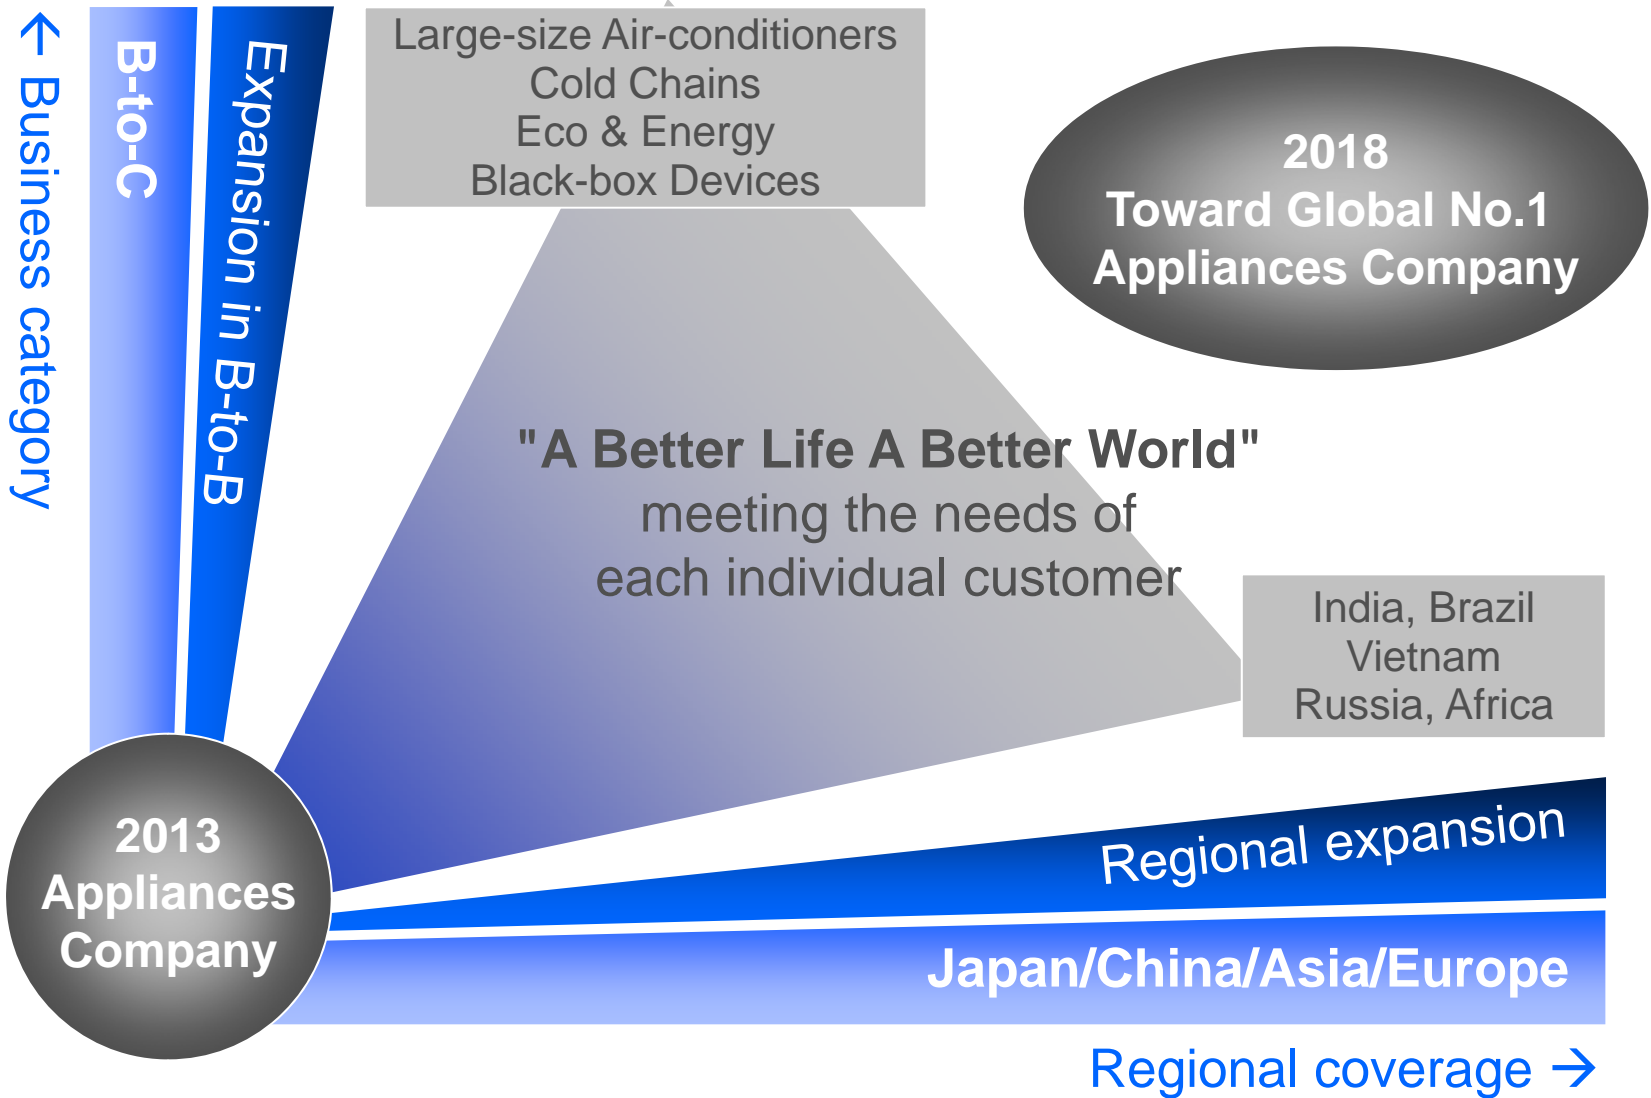 ← Business category
B-to-C
Expansion in B-to-B
Large-size Air-conditioners
Cold Chains
Eco & Energy
Black-box Devices
2018
Toward Global No.1
Appliances Company
"A Better Life A Better World"
meeting the needs of
each individual customer
India, Brazil
Vietnam
Russia, Africa
2013
Appliances
Company
Regional expansion
Japan/China/Asia/Europe
Regional coverage →